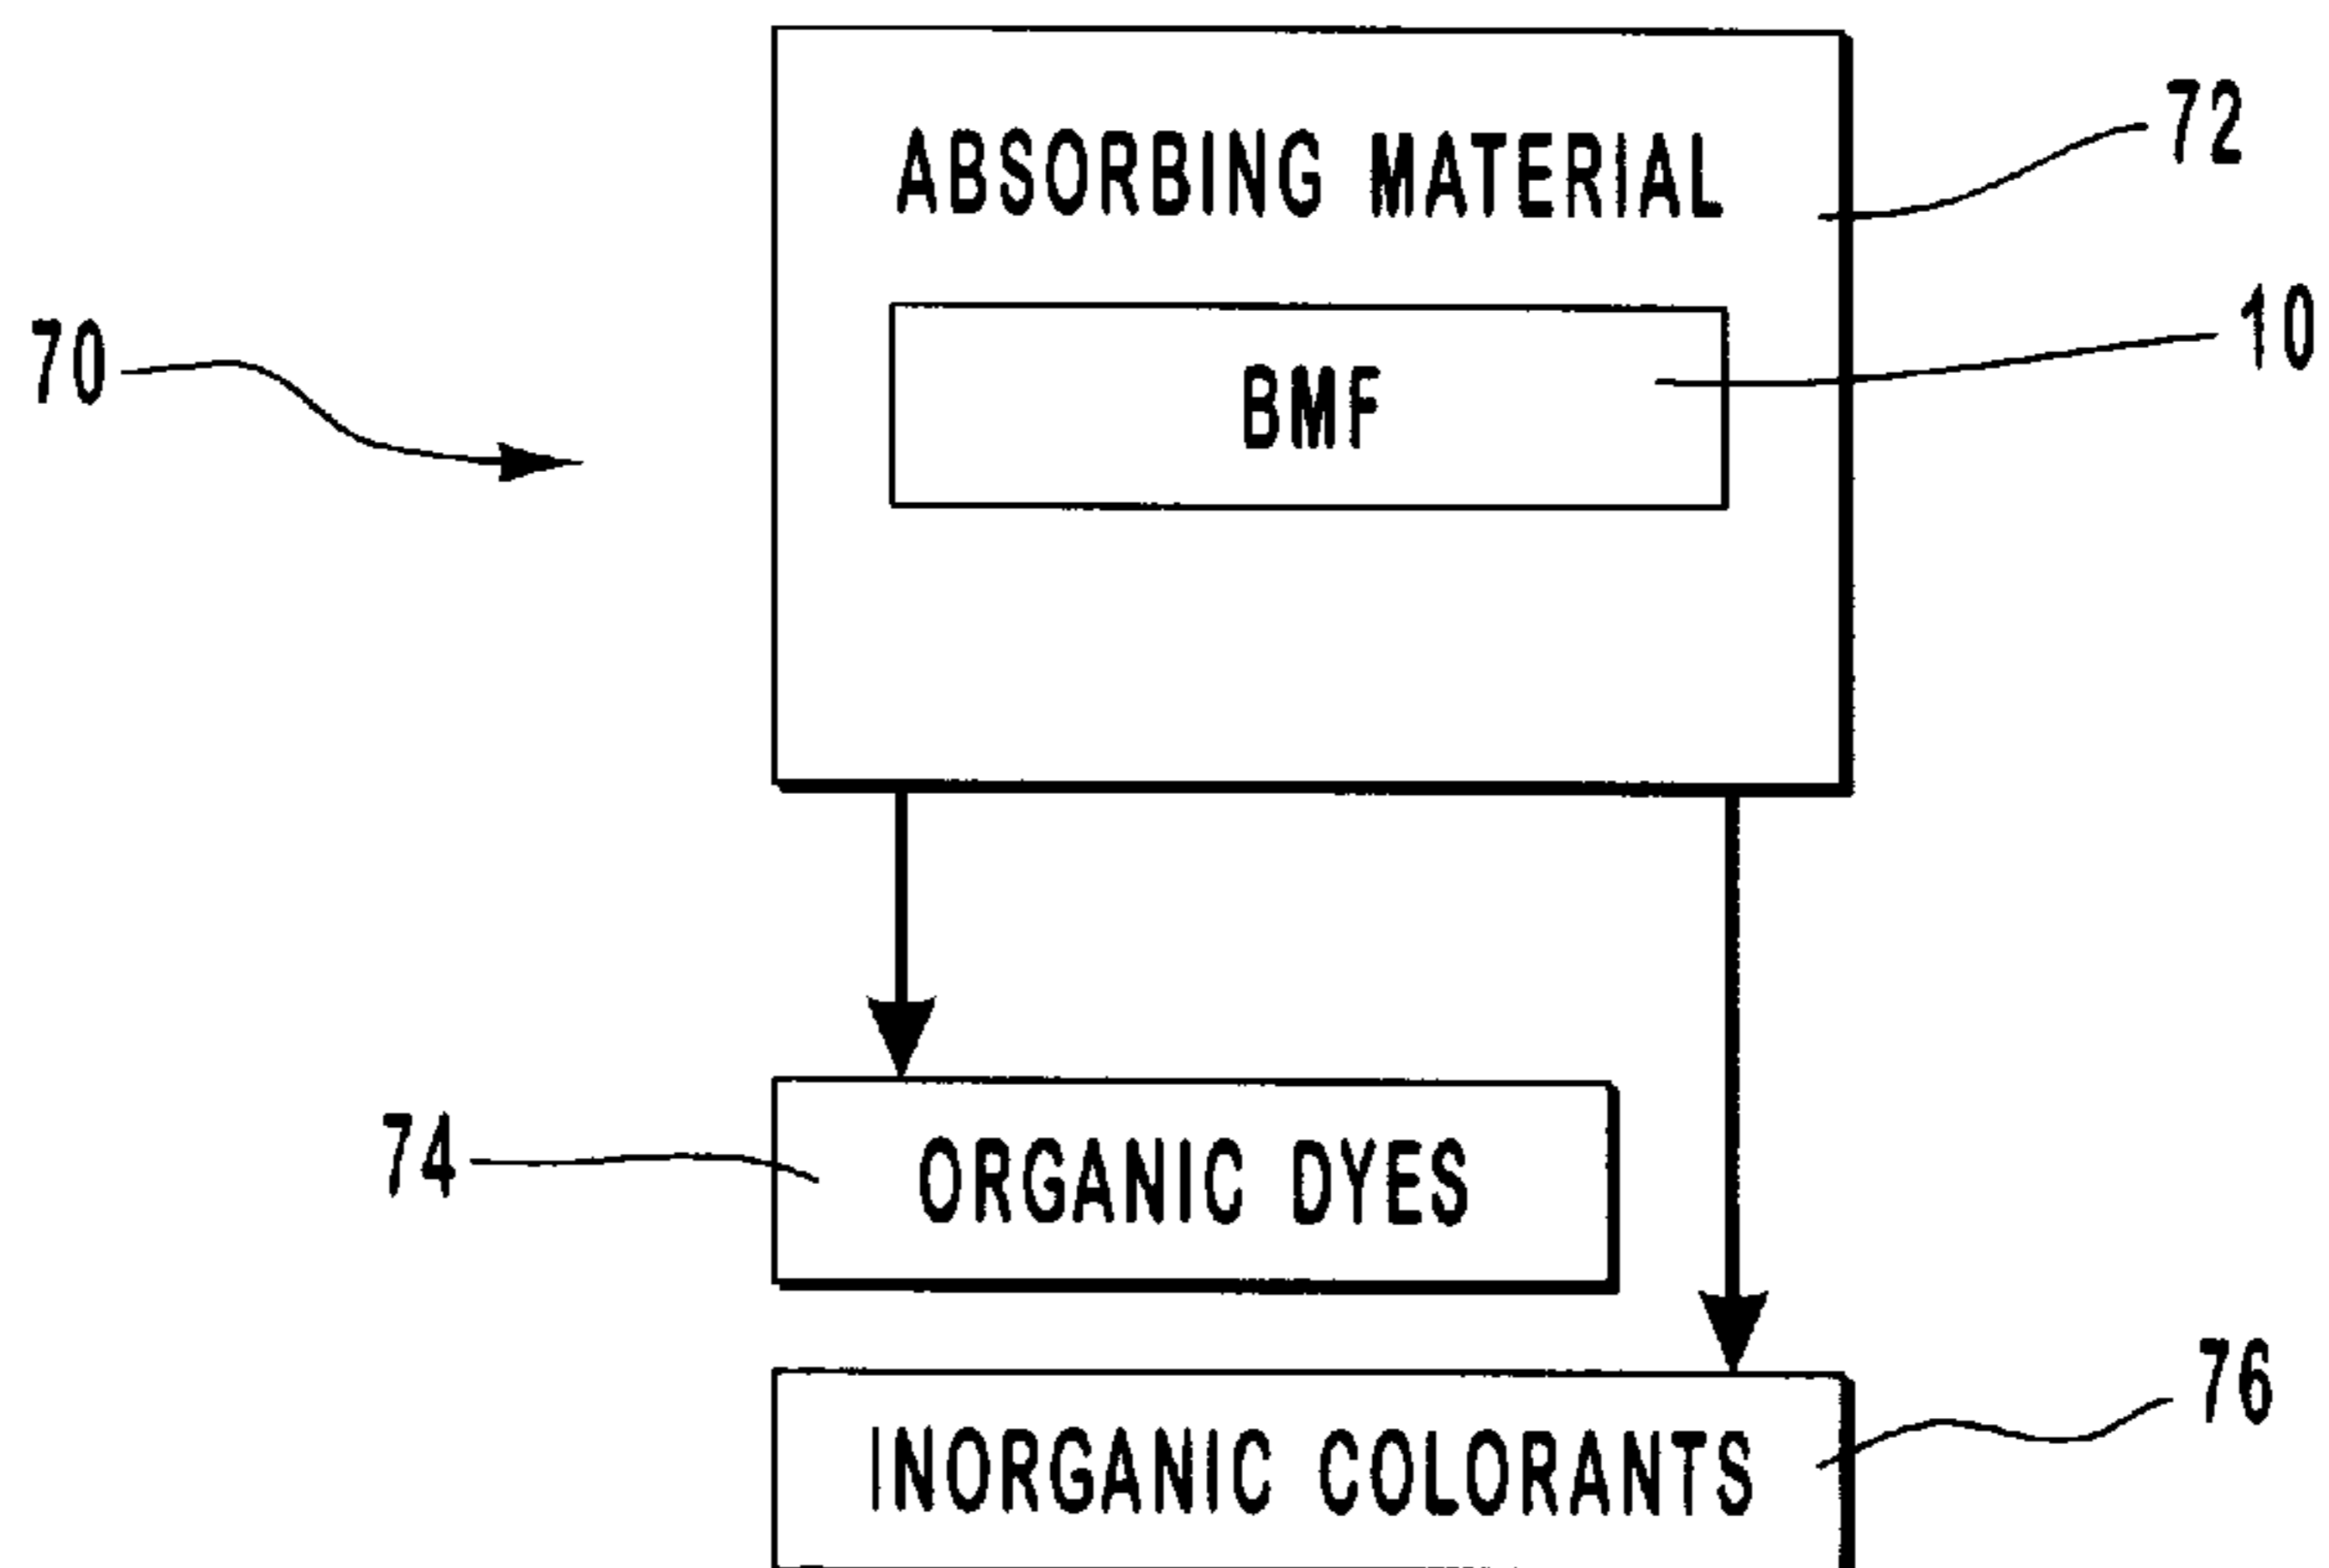 72
ABSORBING MATERIAL
10
70
BMF
74
ORGANIC DYES
76
INORGANIC COLORANTS